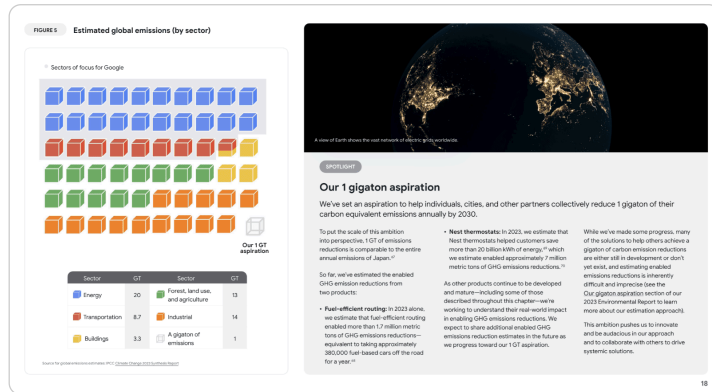 FIGURE 5
Estimated global emissions (by sector)
Sectors of focus for Google
Our 1 GT
aspiration
Sector GT Sector GT
Energy 20 Forest, land use, and agriculture 13
Transportation 8.7 Industrial 14
Buildings 3.3 A gigaton of emissions 1
Source for global emissions estimates: IPCC, Climate Change 2022 Synthesis Report
A view of Earth shows the vast network of electric grids worldwide.
SPOTLIGHT
Our 1 gigaton aspiration
We've set an aspiration to help individuals, cities, and other partners collectively reduce 1 gigaton of their
carbon equivalent emissions annually by 2030.
To put the scale of this ambition
into perspective, 1 GT of emissions
reductions is comparable to the entire
annual emissions of Japan.
So far, we've estimated the enabled
GHG emission reductions from
two products:
• Fuel-efficient routing: In 2023 alone,
we estimate that fuel-efficient routing
enabled more than 1.7 million metric
tons of GHG emissions reductions—
equivalent to taking approximately
380,000 fuel-based cars off the road
for a year.
• Nest thermostats: In 2023, we estimate that
Nest thermostats helped customers save
more than 20 billion kWh of energy, which
we estimate enabled approximately 7 million
metric tons of GHG emissions reductions.
As other products continue to be developed
and mature—including some of those
described throughout this chapter—we're
working to understand their real-world impact
in enabling GHG emissions reductions. We
expect to share additional enabled GHG
emissions reduction estimates in the future as
we progress toward our 1 GT aspiration.
While we've made some progress, many
of the solutions to help others achieve a
gigaton of carbon emission reductions
are either still in development or don't
yet exist, and estimating enabled
emissions reductions is inherently
difficult and imprecise (see the
Our gigaton aspiration section of our
2023 Environmental Report to learn
more about our estimation approach).
This ambition pushes us to innovate
and be audacious in our approach
and to collaborate with others to drive
systemic solutions.
18